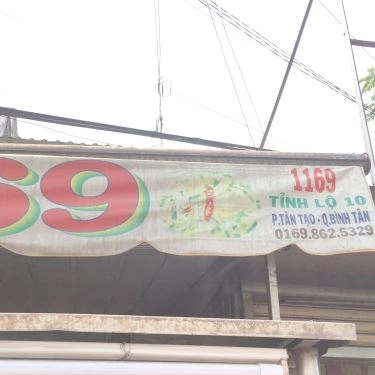 69
1169
TỈNH LỘ 10
P.TÂN TẠO - Q.BÌNH TÂN
0169.862.5329